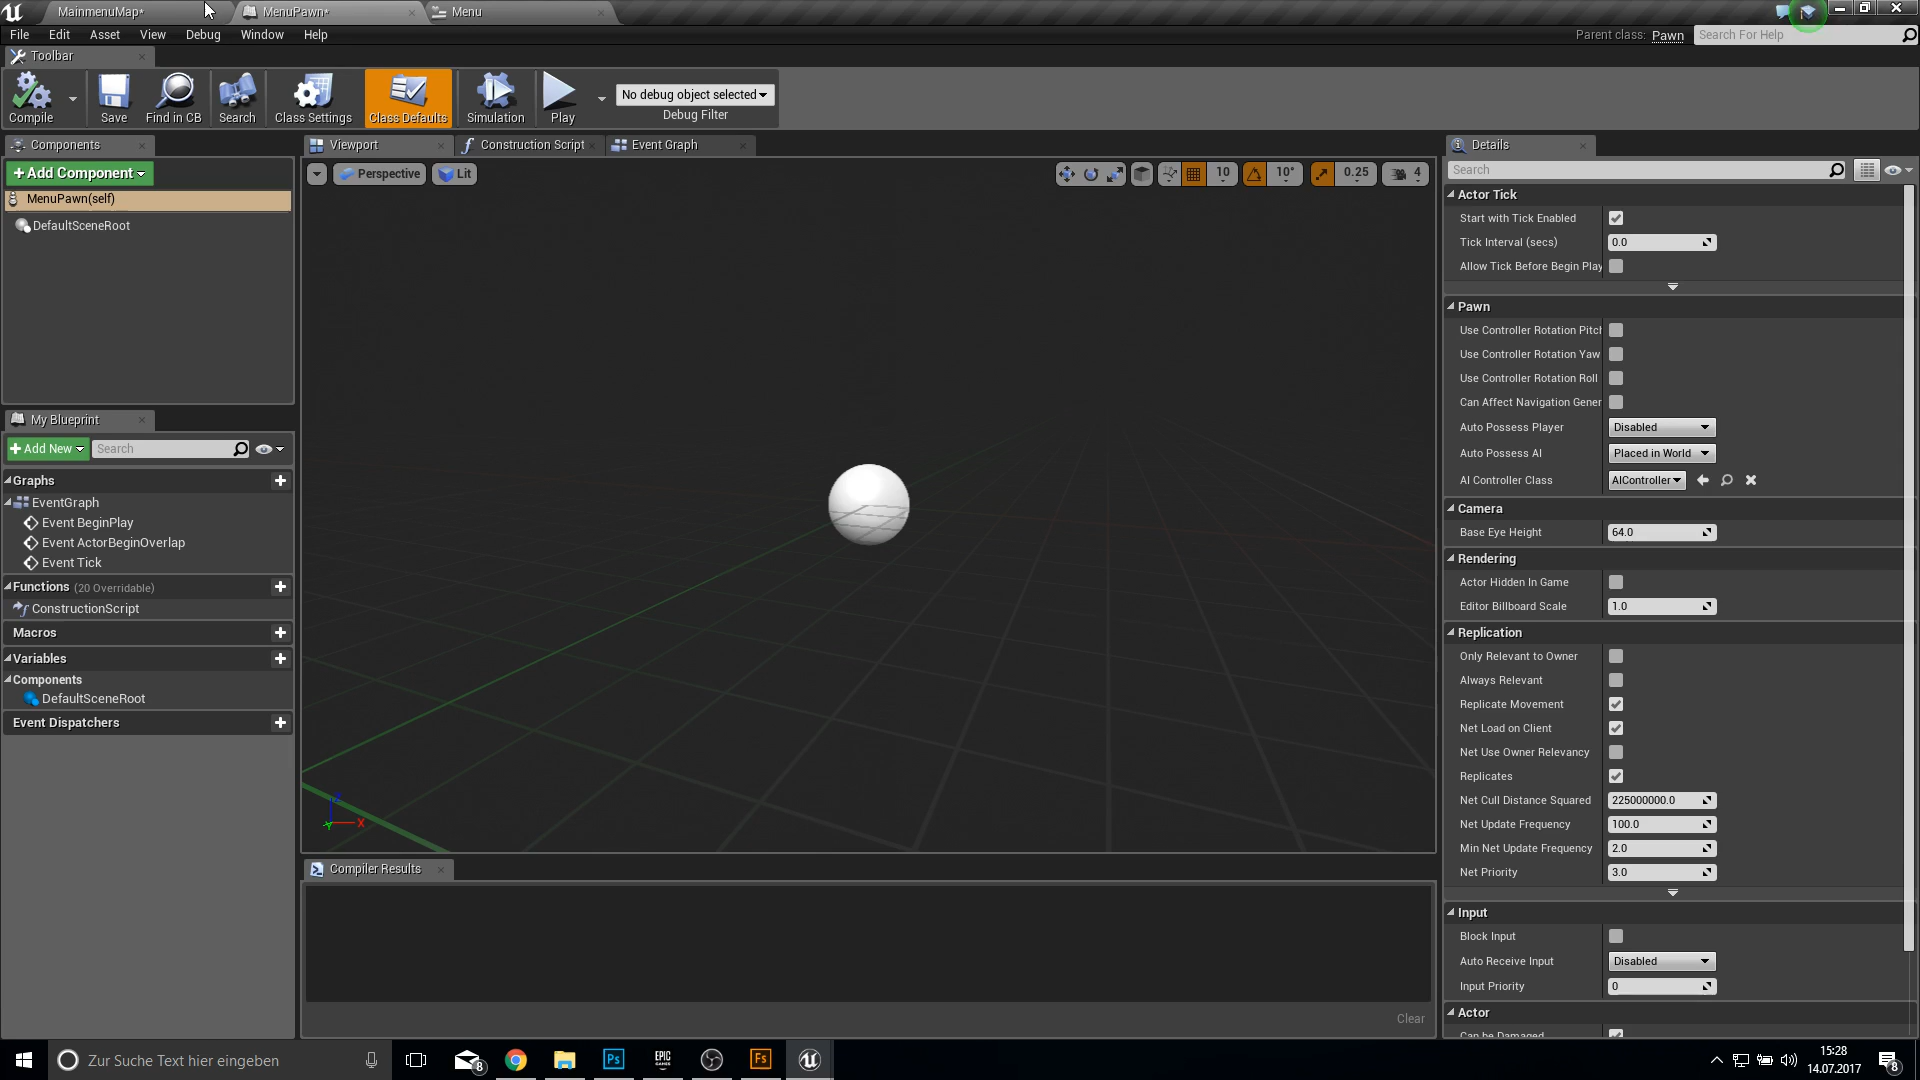 MainmenuMap*
MenuPawn*
Menu
File Edit Asset View Debug Window Help
Parent class: Pawn
Search For Help
Toolbar
Compile
Save
Find in CB
Search
Class Settings
Class Defaults
Simulation
Play
No debug object selected
Debug Filter
Components
+Add Component
MenuPawn(self)
DefaultSceneRoot
My Blueprint
+Add New
Search
Graphs
EventGraph
Event BeginPlay
Event ActorBeginOverlap
Event Tick
Functions (20 Overridable)
ConstructionScript
Macros
Variables
Components
DefaultSceneRoot
Event Dispatchers
Viewport
Construction Script
Event Graph
Perspective
Lit
10
10°
0.25
4
Z
Y
X
Compiler Results
Clear
Details
Search
Actor Tick
Start with Tick Enabled
Tick Interval (secs) 0.0
Allow Tick Before Begin Play
Pawn
Use Controller Rotation Pitch
Use Controller Rotation Yaw
Use Controller Rotation Roll
Can Affect Navigation Gener
Auto Possess Player Disabled
Auto Possess AI Placed in World
AI Controller Class AIController
Camera
Base Eye Height 64.0
Rendering
Actor Hidden In Game
Editor Billboard Scale 1.0
Replication
Only Relevant to Owner
Always Relevant
Replicate Movement
Net Load on Client
Net Use Owner Relevancy
Replicates
Net Cull Distance Squared 225000000.0
Net Update Frequency 100.0
Min Net Update Frequency 2.0
Net Priority 3.0
Input
Block Input
Auto Receive Input Disabled
Input Priority 0
Actor
Can be Damaged
Zur Suche Text hier eingeben
8
Ps
EPIC GAMES
Fs
15:28
14.07.2017
8